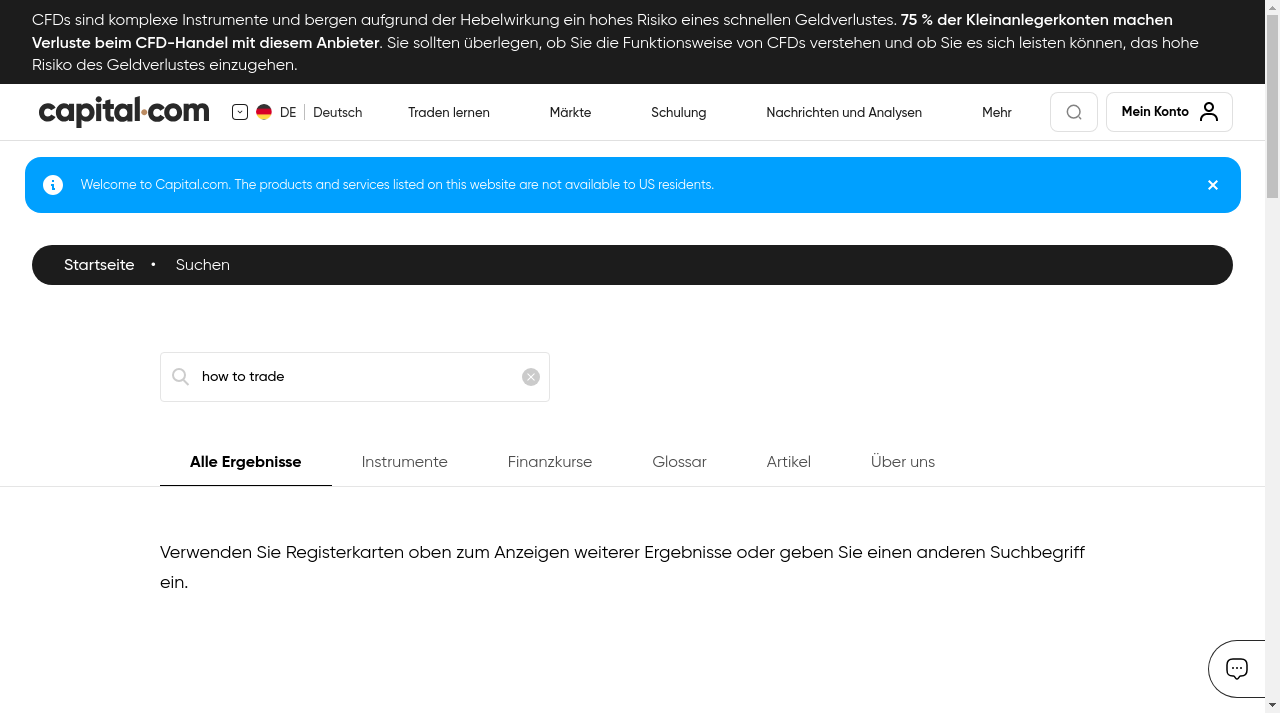 CFDs sind komplexe Instrumente und bergen aufgrund der Hebelwirkung ein hohes Risiko eines schnellen Geldverlustes. 75 % der Kleinanlegerkonten machen
Verluste beim CFD-Handel mit diesem Anbieter. Sie sollten überlegen, ob Sie die Funktionsweise von CFDs verstehen und ob Sie es sich leisten können, das hohe
Risiko des Geldverlustes einzugehen.
capital.com DE Deutsch Traden lernen Märkte Schulung Nachrichten und Analysen Mehr Mein Konto
Welcome to Capital.com. The products and services listed on this website are not available to US residents.
Startseite • Suchen
how to trade
Alle Ergebnisse Instrumente Finanzkurse Glossar Artikel Über uns
Verwenden Sie Registerkarten oben zum Anzeigen weiterer Ergebnisse oder geben Sie einen anderen Suchbegriff
ein.